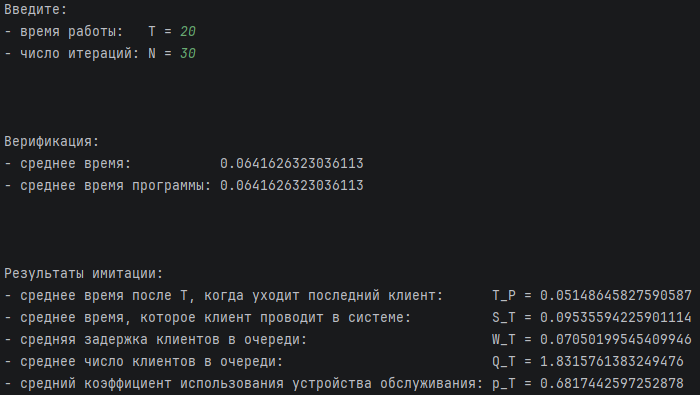 Введите:
- время работы:   T = 20
- число итераций: N = 30
Верификация:
- среднее время:           0.0641626323036113
- среднее время программы: 0.0641626323036113
Результаты имитации:
- среднее время после T, когда уходит последний клиент:      T_P = 0.05148645827590587
- среднее время, которое клиент проводит в системе:          S_T = 0.09535594225901114
- средняя задержка клиентов в очереди:                       W_T = 0.07050199545409946
- среднее число клиентов в очереди:                          Q_T = 1.8315761383249476
- средний коэффициент использования устройства обслуживания: p_T = 0.6817442597252878